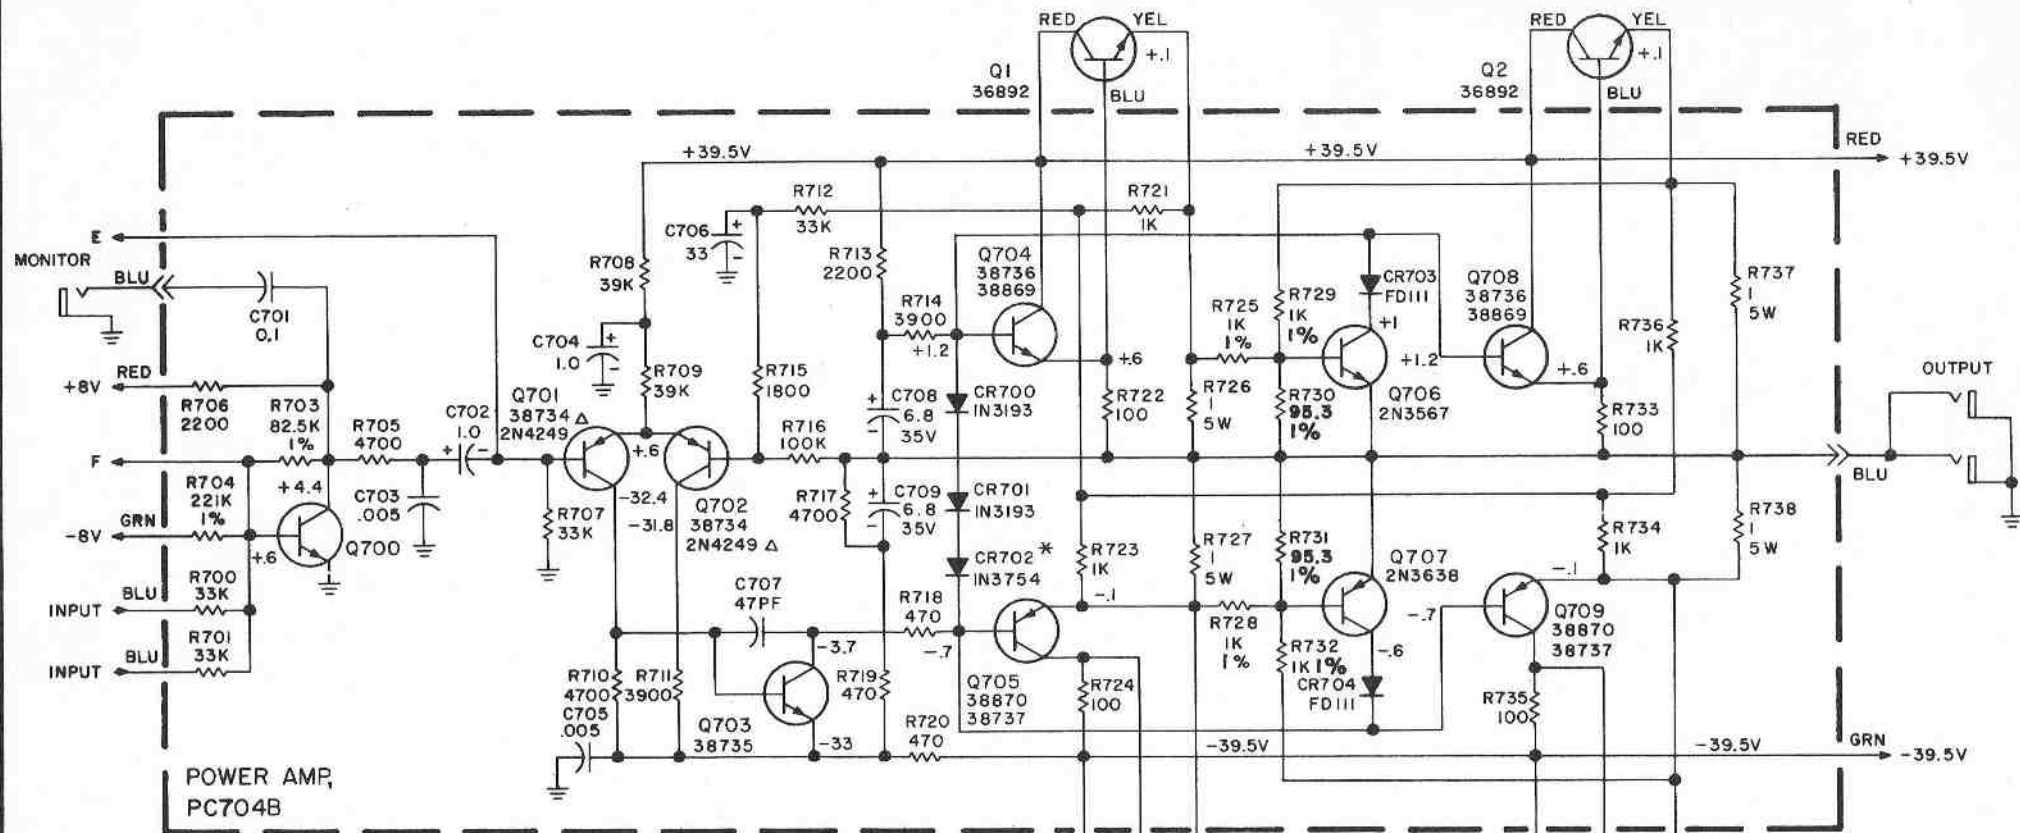 RED YEL
+.1
Q1
36892
BLU
RED YEL
+.1
Q2
36892
BLU
+39.5V
+39.5V
RED
+39.5V
R712
33K
R721
1K
C706
33
+
-
E
MONITOR
BLU
C701
0.1
R708
39K
R713
2200
Q704
38736
38869
CR703
FD111
Q708
38736
38869
R737
1
5W
R714
3900
+1.2
R725
1K
1%
R729
1K
1%
+1
R736
1K
C704
1.0
+
-
+.6
+1.2
+.6
OUTPUT
+8V
RED
R706
2200
R703
82.5K
1%
R705
4700
C702
1.0
+
-
Q701
38734 △
2N4249
R709
39K
R715
1800
R716
100K
C708
6.8
35V
+
-
CR700
IN3193
R722
100
R726
1
5W
R730
95.3
1%
Q706
2N3567
R733
100
F
+4.4
+.6
BLU
R704
221K
1%
C703
.005
-32.4
-31.8
Q702
38734
2N4249 △
R717
4700
C709
6.8
35V
+
-
CR701
IN3193
-8V
GRN
+.6
Q700
R707
33K
CR702 *
IN3754
R723
1K
R727
1
5W
R731
95.3
1%
Q707
2N3638
R734
1K
R738
1
5W
INPUT
BLU
R700
33K
C707
47PF
R718
470
-.1
-.1
R728
1K
1%
-.7
Q709
38870
38737
INPUT
BLU
R701
33K
-3.7
-.7
R732
1K 1%
-.6
R710
4700
R711
3900
R719
470
Q705
38870
38737
R724
100
CR704
FD111
R735
100
C705
.005
Q703
38735
-33
R720
470
-39.5V
-39.5V
GRN
-39.5V
POWER AMP,
PC704B